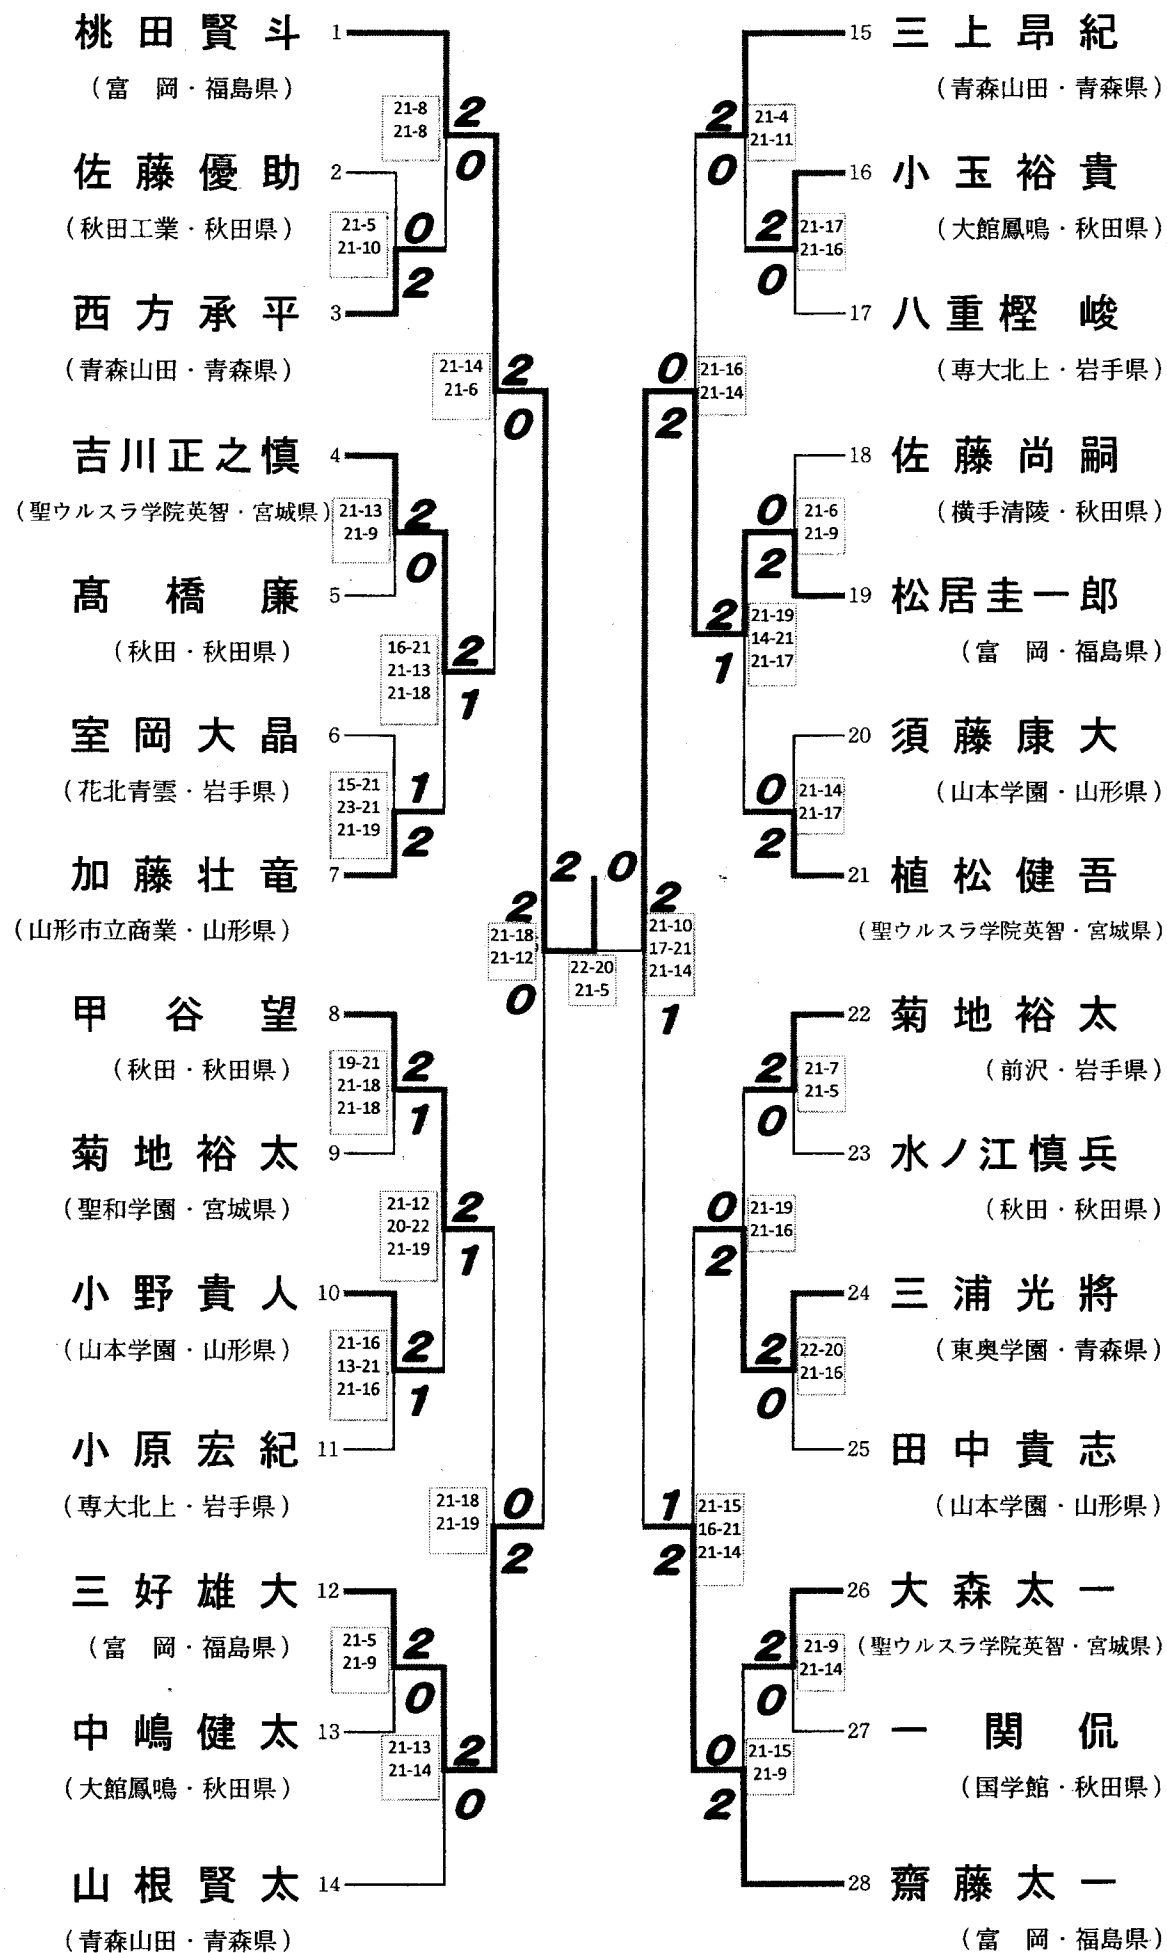 桃田賢斗 1
（富 岡・福島県）
21-8
21-8
2
0
佐藤優助 2
（秋田工業・秋田県）
21-5
21-10
0
2
西方承平 3
（青森山田・青森県）
21-14
21-6
2
0
吉川正之慎 4
（聖ウルスラ学院英智・宮城県）
21-13
21-9
2
0
髙橋廉 5
（秋田・秋田県）
16-21
21-13
21-18
2
1
室岡大晶 6
（花北青雲・岩手県）
15-21
23-21
21-19
1
2
加藤壮竜 7
（山形市立商業・山形県）
2
21-18
21-12
0
甲谷望 8
（秋田・秋田県）
19-21
21-18
21-18
2
1
菊地裕太 9
（聖和学園・宮城県）
21-12
20-22
21-19
2
1
小野貴人 10
（山本学園・山形県）
21-16
13-21
21-16
2
1
小原宏紀 11
（専大北上・岩手県）
21-18
21-19
0
2
三好雄大 12
（富 岡・福島県）
21-5
21-9
2
0
中嶋健太 13
（大館鳳鳴・秋田県）
21-13
21-14
2
0
山根賢太 14
（青森山田・青森県）
2 0
22-20
21-5
15 三上昂紀
（青森山田・青森県）
2
0
21-4
21-11
16 小玉裕貴
（大館鳳鳴・秋田県）
2
0
21-17
21-16
17 八重樫峻
（専大北上・岩手県）
0
2
21-16
21-14
18 佐藤尚嗣
（横手清陵・秋田県）
0
2
21-6
21-9
19 松居圭一郎
（富 岡・福島県）
2
1
21-19
14-21
21-17
20 須藤康大
（山本学園・山形県）
0
2
21-14
21-17
21 植松健吾
（聖ウルスラ学院英智・宮城県）
2
21-10
17-21
21-14
1
22 菊地裕太
（前沢・岩手県）
2
0
21-7
21-5
23 水ノ江慎兵
（秋田・秋田県）
0
2
21-19
21-16
24 三浦光將
（東奥学園・青森県）
2
0
22-20
21-16
25 田中貴志
（山本学園・山形県）
1
2
21-15
16-21
21-14
26 大森太一
（聖ウルスラ学院英智・宮城県）
2
0
21-9
21-14
27 一関侃
（国学館・秋田県）
0
2
21-15
21-9
28 齋藤太一
（富 岡・福島県）